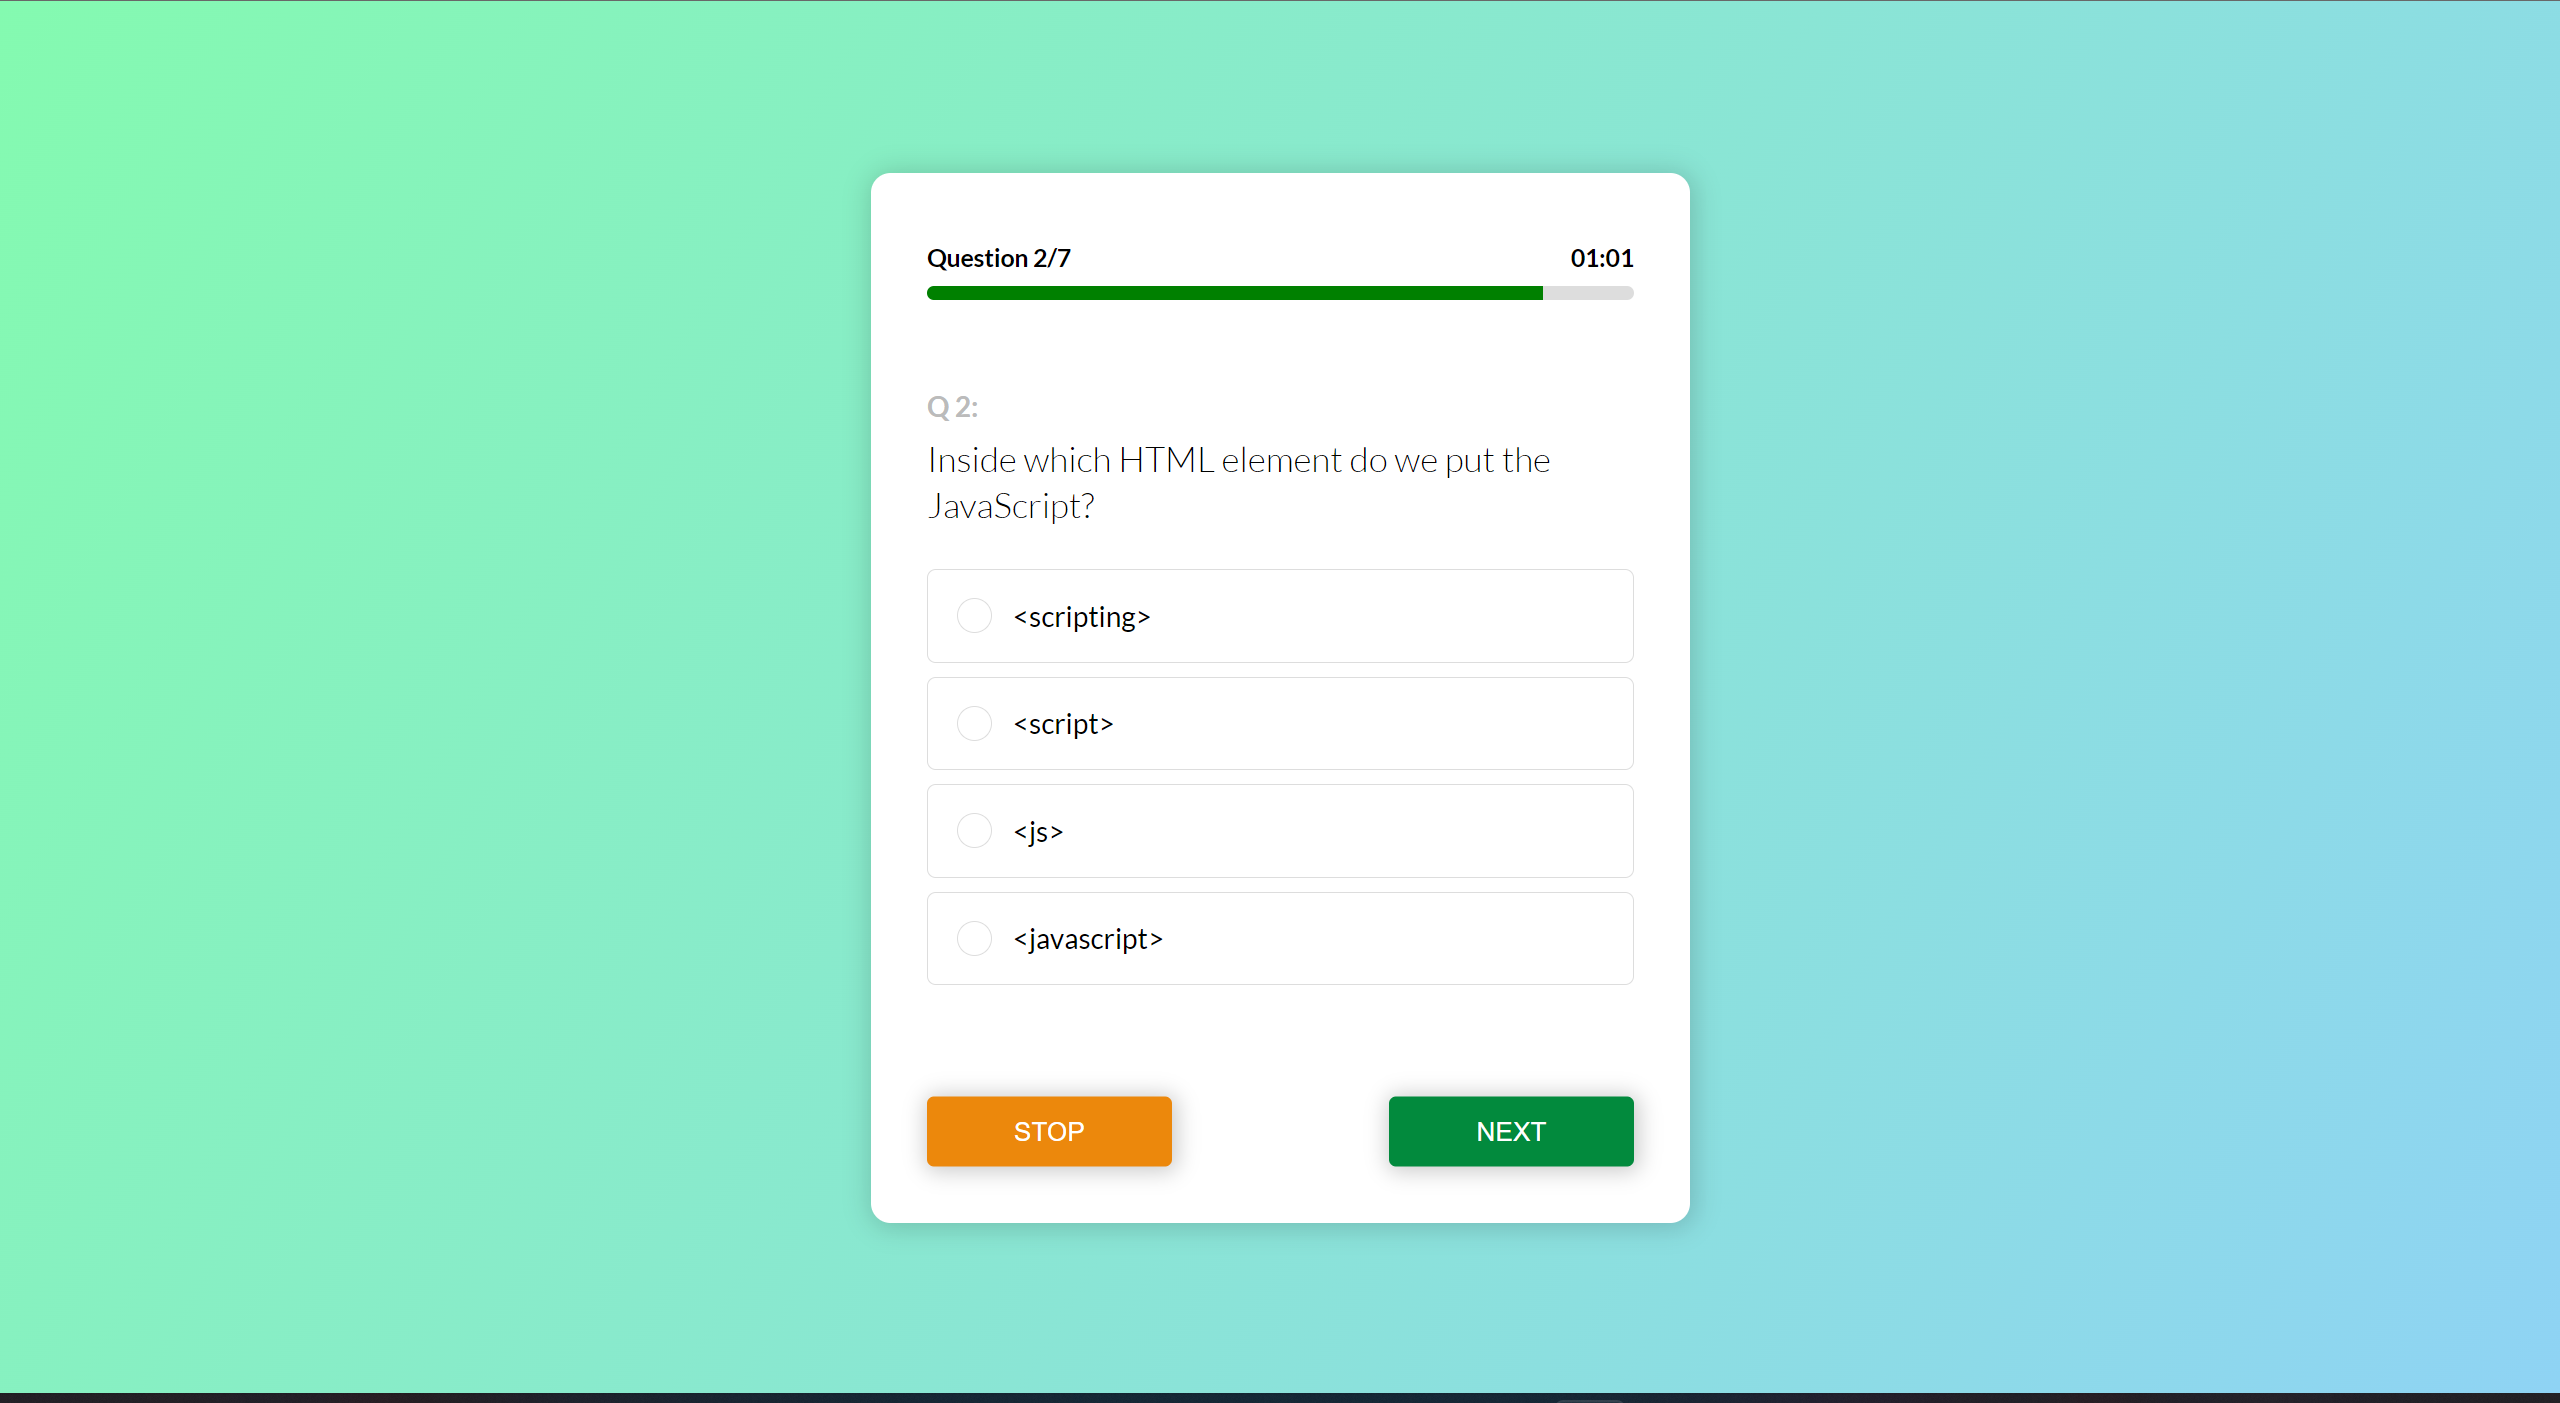 Question 2/7 01:01
Q 2:
Inside which HTML element do we put the
JavaScript?
<scripting>
<script>
<js>
<javascript>
STOP NEXT